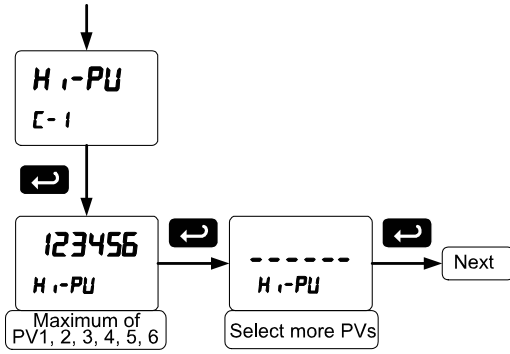 Hi-PV
C-1
123456
Hi-PV
Maximum of
PV1, 2, 3, 4, 5, 6
------
Hi-PV
Select more PVs
Next